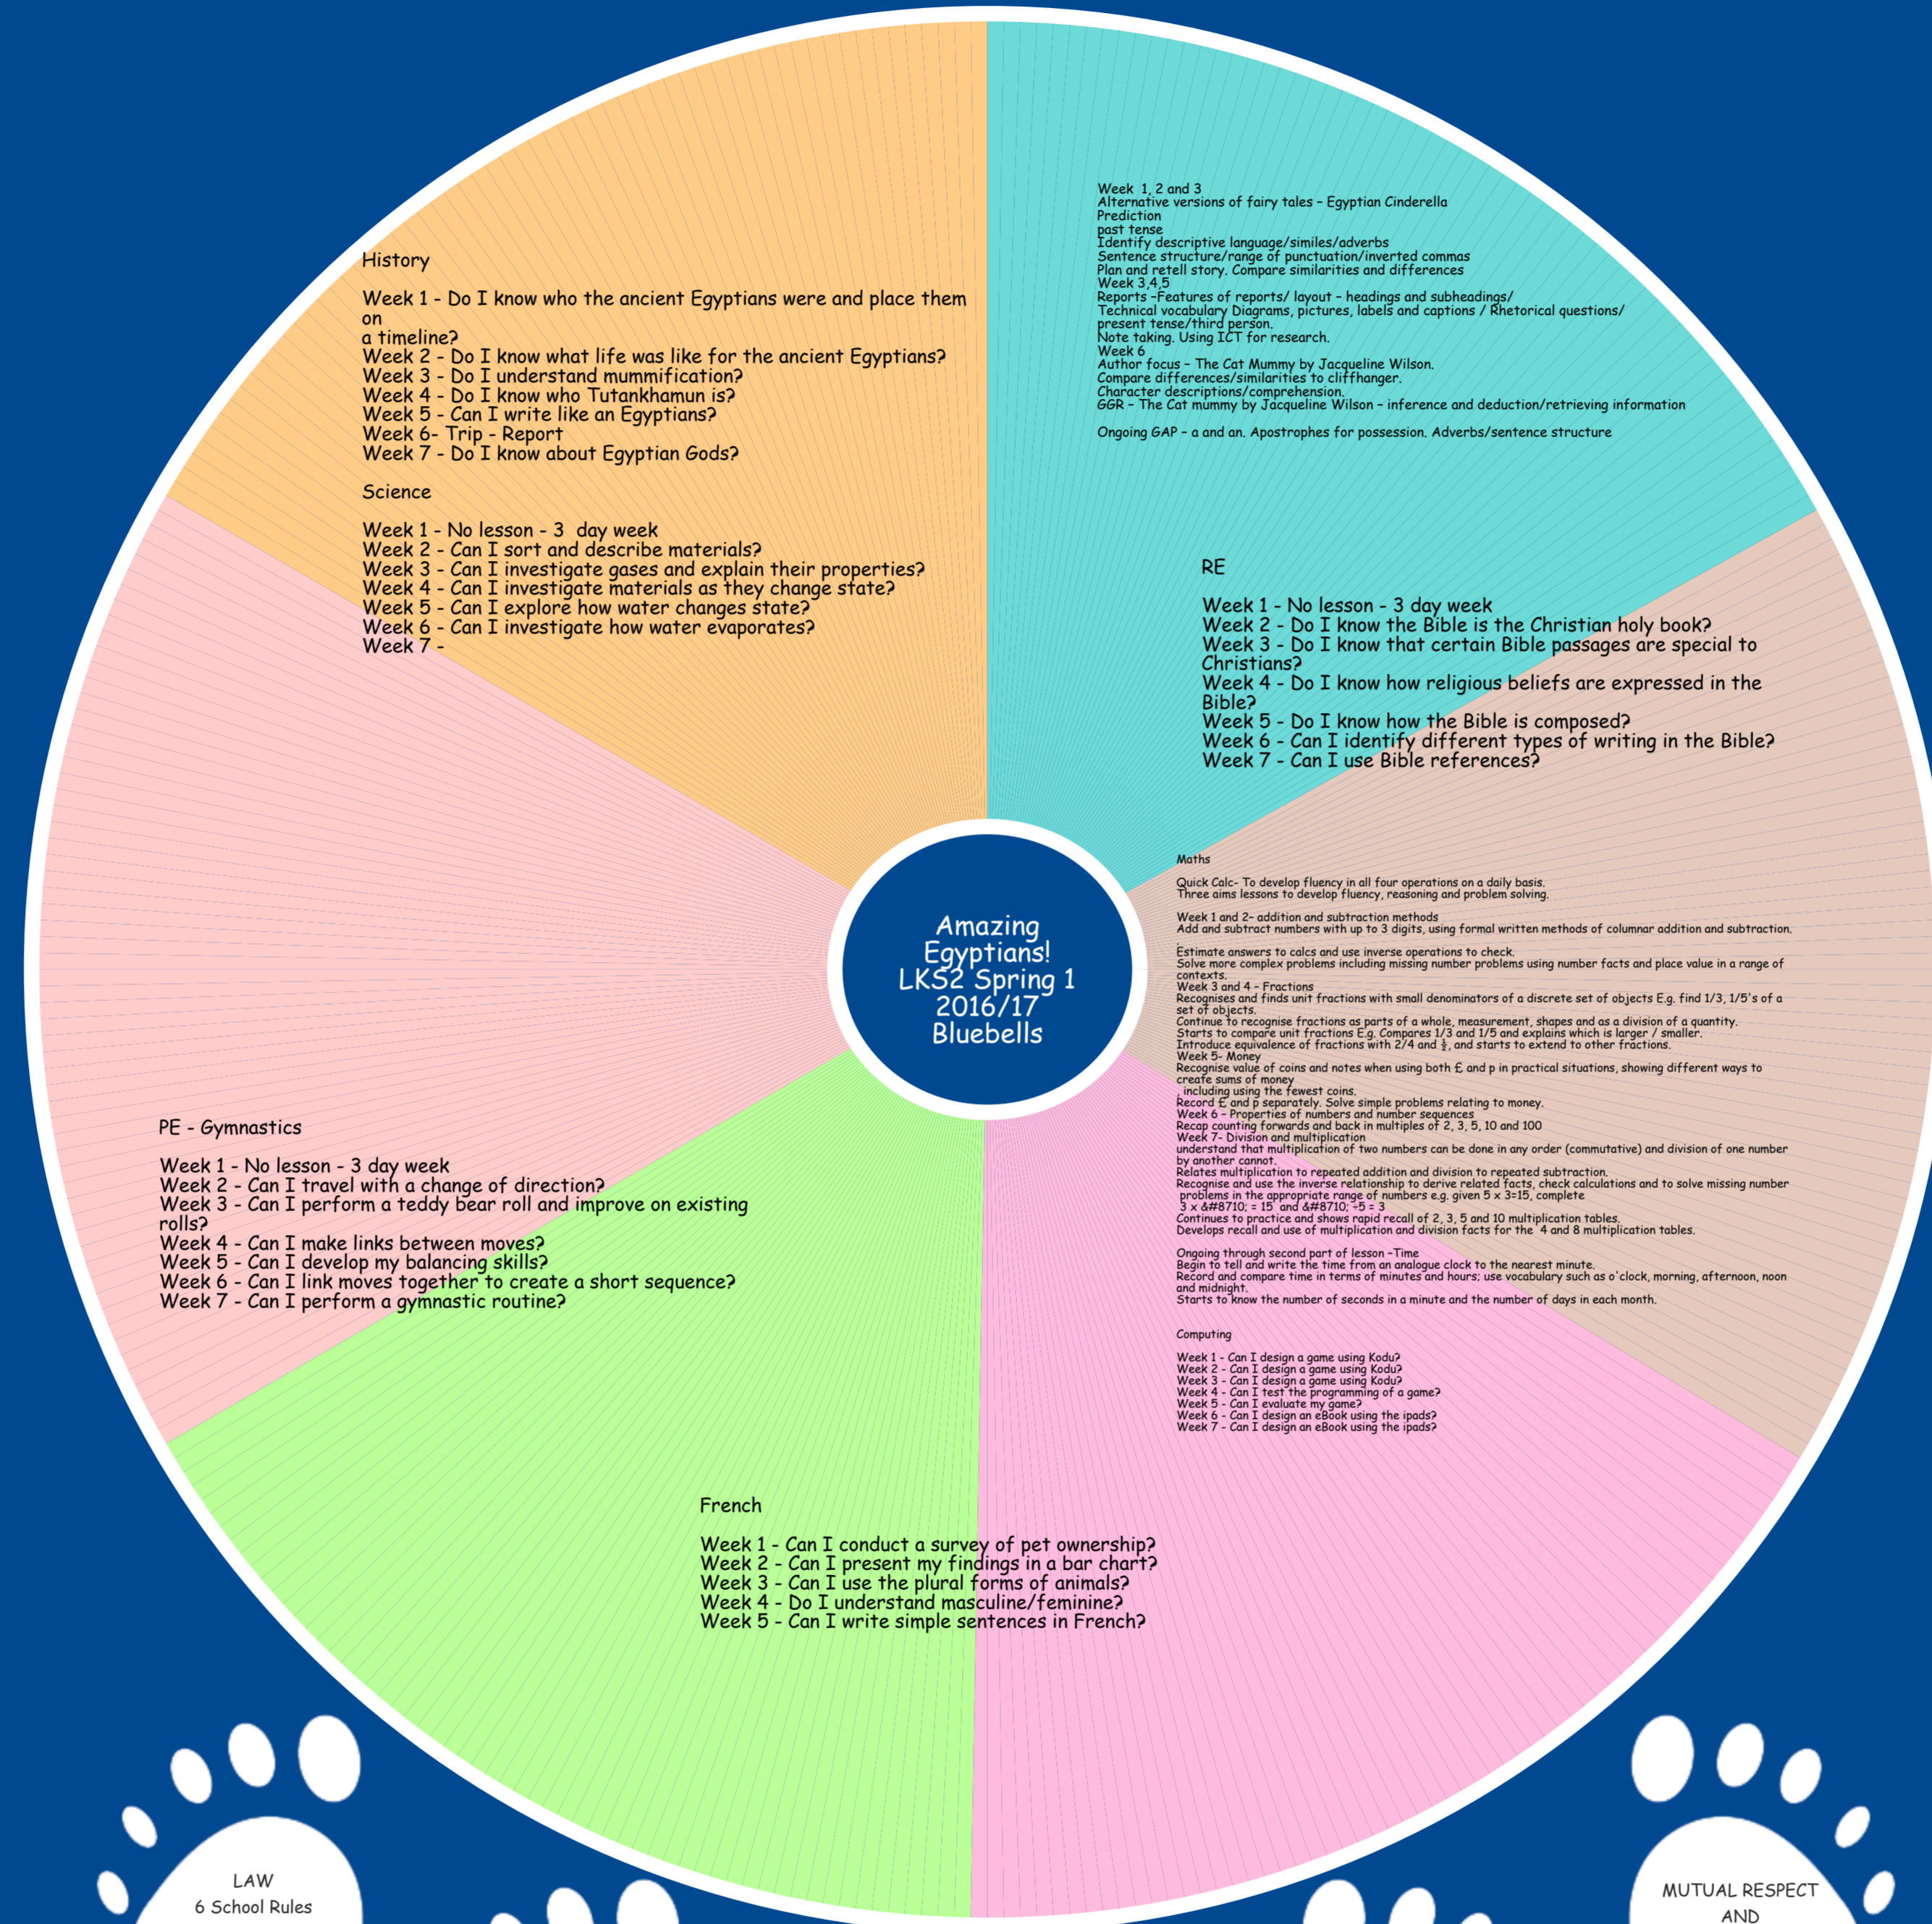 Week  1, 2 and 3
Alternative versions of fairy tales – Egyptian Cinderella
Prediction
past tense
Identify descriptive language/similes/adverbs
Sentence structure/range of punctuation/inverted commas
Plan and retell story. Compare similarities and differences
Week 3,4,5
Reports –Features of reports/ layout – headings and subheadings/
Technical vocabulary Diagrams, pictures, labels and captions / Rhetorical questions/
present tense/third person.
Note taking. Using ICT for research.
Week 6
Author focus – The Cat Mummy by Jacqueline Wilson.
Compare differences/similarities to cliffhanger.
Character descriptions/comprehension.
GGR – The Cat mummy by Jacqueline Wilson – inference and deduction/retrieving information
Ongoing GAP – a and an. Apostrophes for possession. Adverbs/sentence structure
History
Week 1 - Do I know who the ancient Egyptians were and place them
on
a timeline?
Week 2 - Do I know what life was like for the ancient Egyptians?
Week 3 - Do I understand mummification?
Week 4 - Do I know who Tutankhamun is?
Week 5 - Can I write like an Egyptians?
Week 6- Trip - Report
Week 7 - Do I know about Egyptian Gods?
Science
Week 1 - No lesson - 3  day week
Week 2 - Can I sort and describe materials?
Week 3 - Can I investigate gases and explain their properties?
Week 4 - Can I investigate materials as they change state?
Week 5 - Can I explore how water changes state?
Week 6 - Can I investigate how water evaporates?
Week 7 -
RE
Week 1 - No lesson - 3 day week
Week 2 - Do I know the Bible is the Christian holy book?
Week 3 - Do I know that certain Bible passages are special to
Christians?
Week 4 - Do I know how religious beliefs are expressed in the
Bible?
Week 5 - Do I know how the Bible is composed?
Week 6 - Can I identify different types of writing in the Bible?
Week 7 - Can I use Bible references?
Amazing
Egyptians!
LKS2 Spring 1
2016/17
Bluebells
Maths
Quick Calc- To develop fluency in all four operations on a daily basis.
Three aims lessons to develop fluency, reasoning and problem solving.
Week 1 and 2– addition and subtraction methods
Add and subtract numbers with up to 3 digits, using formal written methods of columnar addition and subtraction.
.
Estimate answers to calcs and use inverse operations to check.
Solve more complex problems including missing number problems using number facts and place value in a range of
contexts.
Week 3 and 4 – Fractions
Recognises and finds unit fractions with small denominators of a discrete set of objects E.g. find 1/3, 1/5's of a
set of objects.
Continue to recognise fractions as parts of a whole, measurement, shapes and as a division of a quantity.
Starts to compare unit fractions E.g. Compares 1/3 and 1/5 and explains which is larger / smaller.
Introduce equivalence of fractions with 2/4 and ½, and starts to extend to other fractions.
Week 5- Money
Recognise value of coins and notes when using both £ and p in practical situations, showing different ways to
create sums of money
, including using the fewest coins.
Record £ and p separately. Solve simple problems relating to money.
Week 6 – Properties of numbers and number sequences
Recap counting forwards and back in multiples of 2, 3, 5, 10 and 100
Week 7- Division and multiplication
understand that multiplication of two numbers can be done in any order (commutative) and division of one number
by another cannot.
Relates multiplication to repeated addition and division to repeated subtraction.
Recognise and use the inverse relationship to derive related facts, check calculations and to solve missing number
problems in the appropriate range of numbers e.g. given 5 x 3=15, complete
3 x &#8710; = 15  and &#8710; ÷5 = 3
Continues to practice and shows rapid recall of 2, 3, 5 and 10 multiplication tables.
Develops recall and use of multiplication and division facts for the  4 and 8 multiplication tables.
Ongoing through second part of lesson –Time
Begin to tell and write the time from an analogue clock to the nearest minute.
Record and compare time in terms of minutes and hours; use vocabulary such as o'clock, morning, afternoon, noon
and midnight.
Starts to know the number of seconds in a minute and the number of days in each month.
Computing
Week 1 - Can I design a game using Kodu?
Week 2 - Can I design a game using Kodu?
Week 3 - Can I design a game using Kodu?
Week 4 - Can I test the programming of a game?
Week 5 - Can I evaluate my game?
Week 6 - Can I design an eBook using the ipads?
Week 7 - Can I design an eBook using the ipads?
PE - Gymnastics
Week 1 - No lesson - 3 day week
Week 2 - Can I travel with a change of direction?
Week 3 - Can I perform a teddy bear roll and improve on existing
rolls?
Week 4 - Can I make links between moves?
Week 5 - Can I develop my balancing skills?
Week 6 - Can I link moves together to create a short sequence?
Week 7 - Can I perform a gymnastic routine?
French
Week 1 - Can I conduct a survey of pet ownership?
Week 2 - Can I present my findings in a bar chart?
Week 3 - Can I use the plural forms of animals?
Week 4 - Do I understand masculine/feminine?
Week 5 - Can I write simple sentences in French?
LAW
6 School Rules
MUTUAL RESPECT
AND